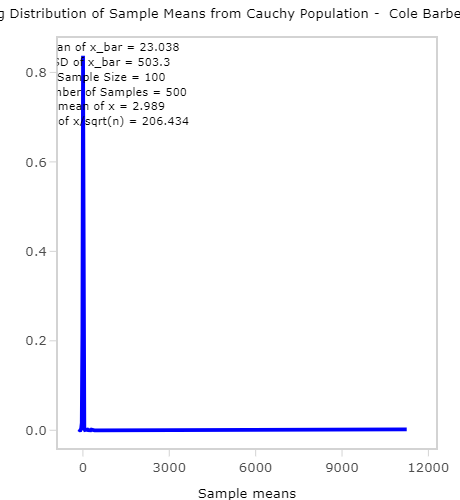 g Distribution of Sample Means from Cauchy Population - Cole Barbe
an of x_bar = 23.038
SD of x_bar = 503.3
Sample Size = 100
nber of Samples = 500
mean of x = 2.989
of x/sqrt(n) = 206.434
0.8
0.6
0.4
0.2
0.0
0 3000 6000 9000 12000
Sample means